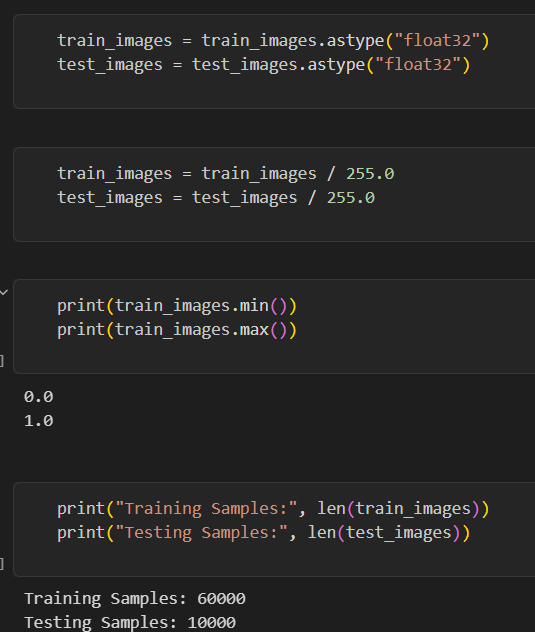 train_images = train_images.astype("float32")
test_images = test_images.astype("float32")
train_images = train_images / 255.0
test_images = test_images / 255.0
print(train_images.min())
print(train_images.max())
]
0.0
1.0
print("Training Samples:", len(train_images))
print("Testing Samples:", len(test_images))
]
Training Samples: 60000
Testing Samples: 10000